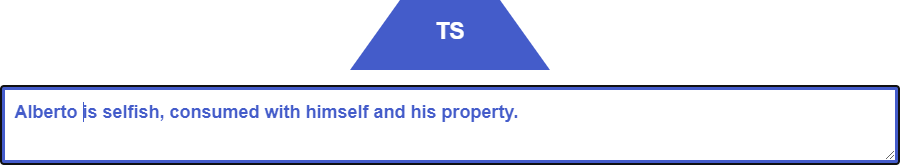 TS
Alberto is selfish, consumed with himself and his property.